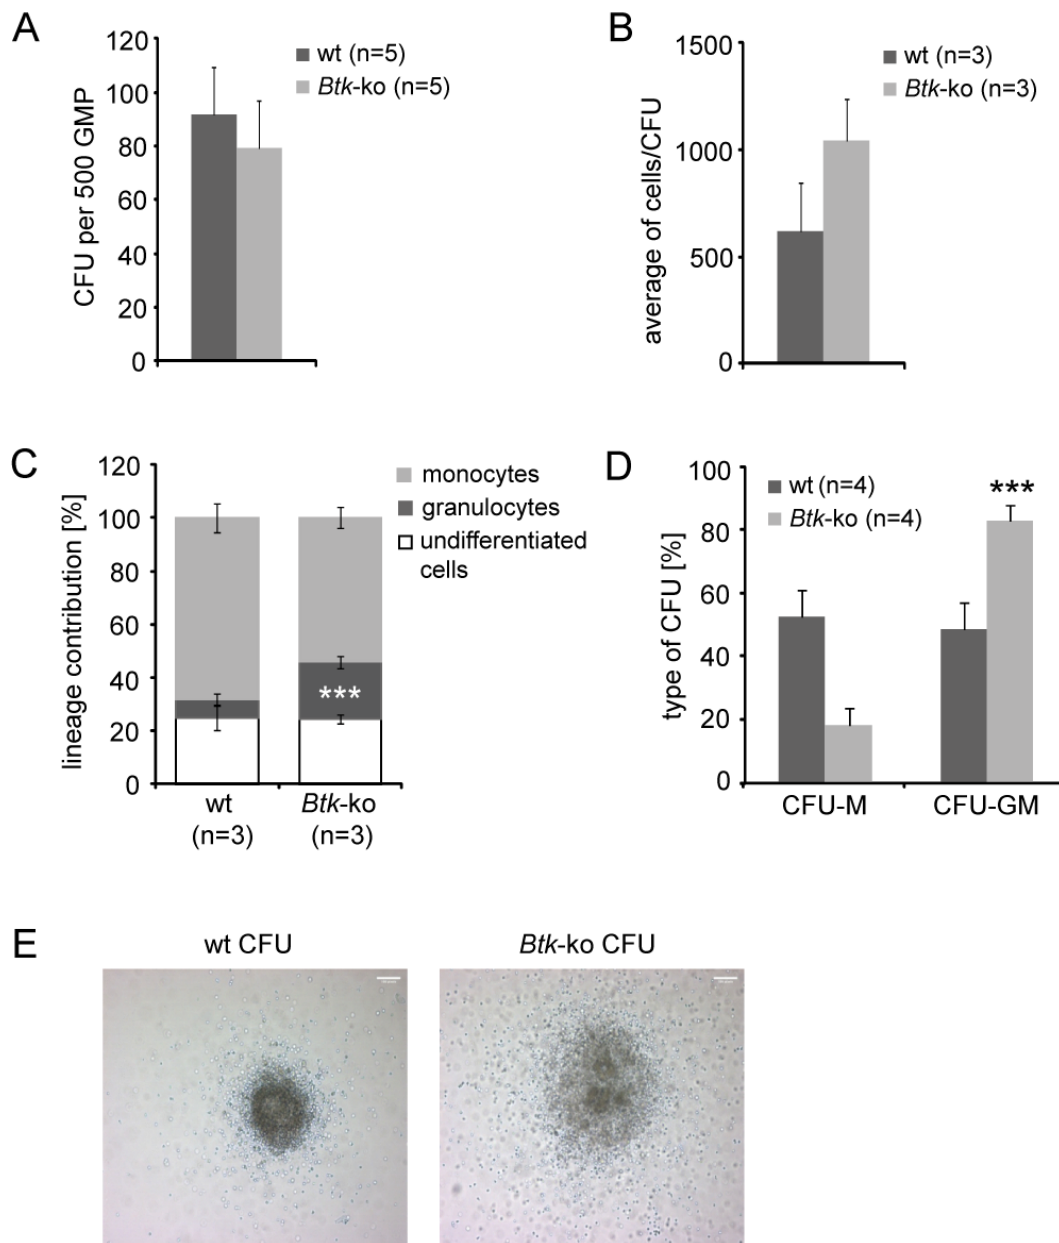 A
CFU per 500 GMP
120
100
80
60
40
20
0
wt (n=5)
Btk-ko (n=5)
B
average of cells/CFU
1500
1000
500
0
wt (n=3)
Btk-ko (n=3)
C
lineage contribution [%]
120
100
80
60
40
20
0
monocytes
granulocytes
undifferentiated
cells
***
wt
(n=3)
Btk-ko
(n=3)
D
type of CFU [%]
100
80
60
40
20
0
wt (n=4)
Btk-ko (n=4)
***
CFU-M
CFU-GM
E
wt CFU
Btk-ko CFU